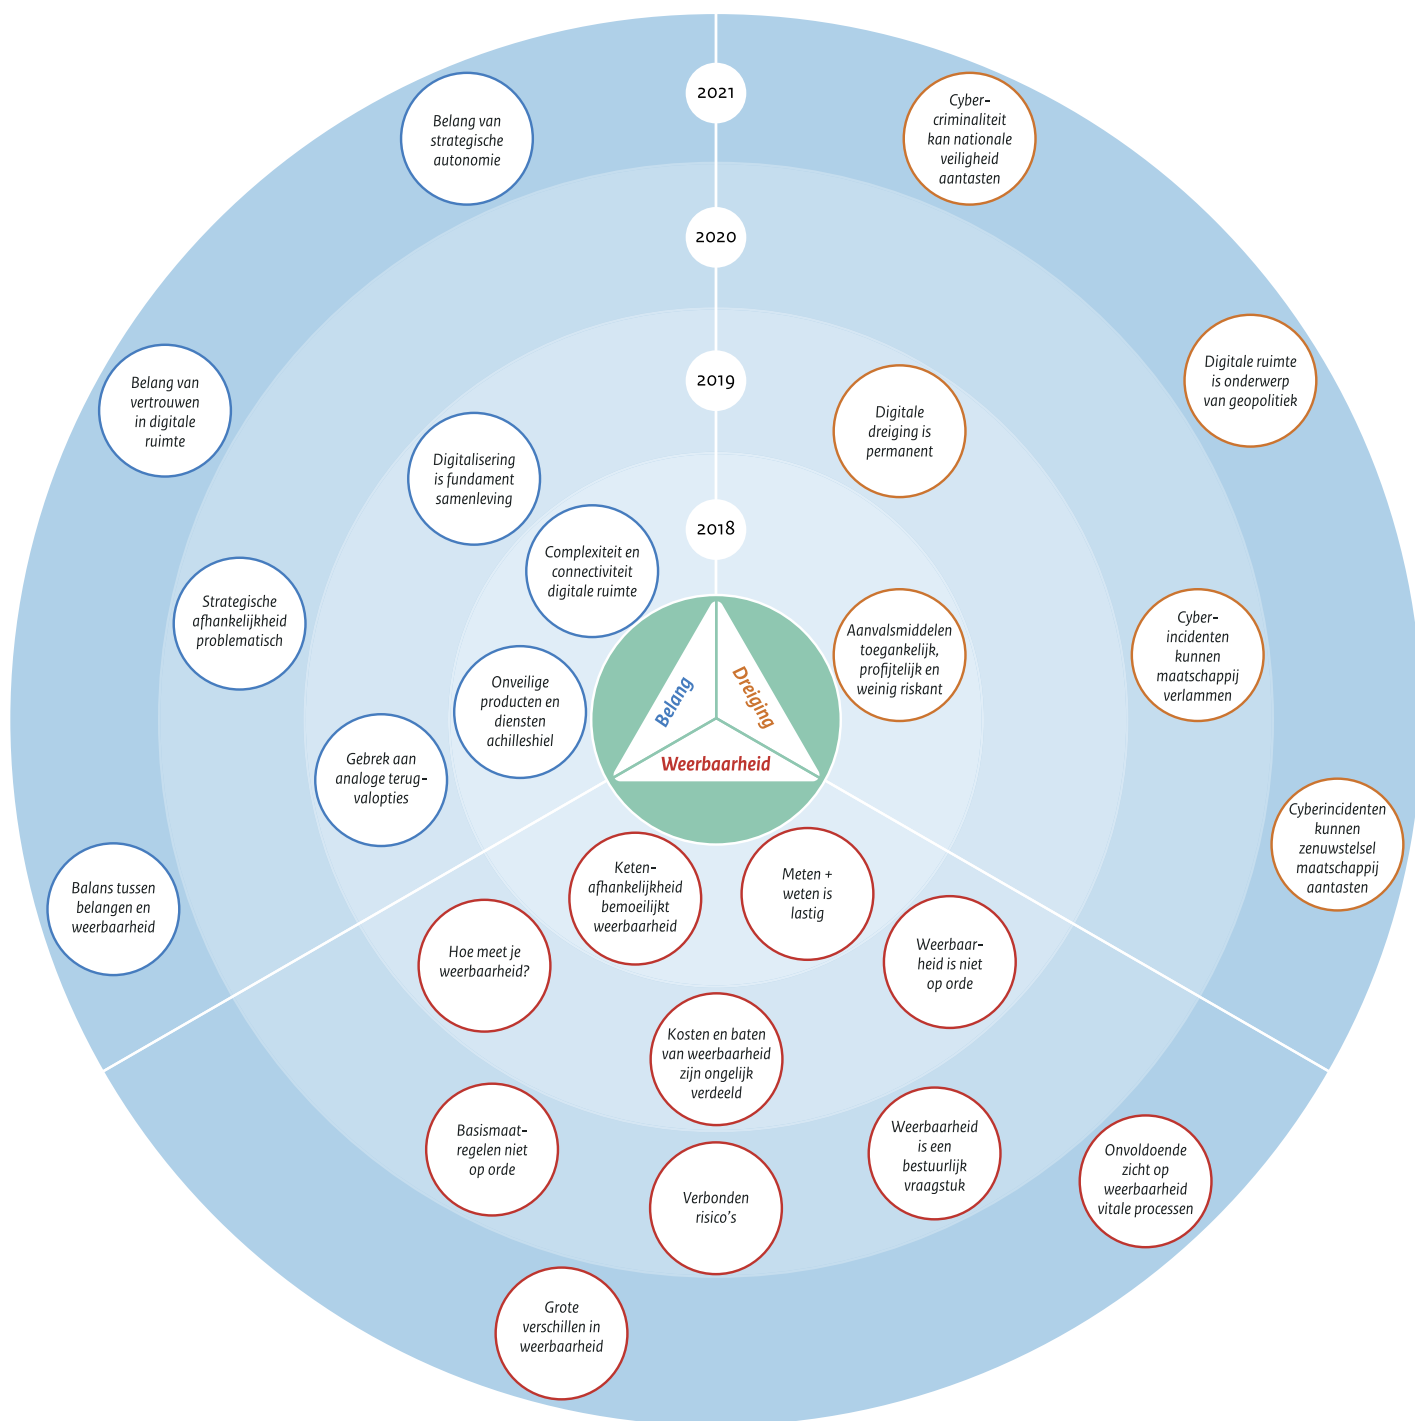 2021
2020
2019
2018
Belang van
strategische
autonomie
Cyber-
criminaliteit
kan nationale
veiligheid
aantasten
Belang van
vertrouwen
in digitale
ruimte
Digitale ruimte
is onderwerp
van geopolitiek
Digitalisering
is fundament
samenleving
Digitale
dreiging is
permanent
Complexiteit en
connectiviteit
digitale ruimte
Strategische
afhankelijkheid
problematisch
Aanvalsmiddelen
toegankelijk,
profijtelijk en
weinig riskant
Cyber-
incidenten
kunnen
maatschappij
verlammen
Onveilige
producten en
diensten
achilleshiel
Belang
Dreiging
Weerbaarheid
Gebrek aan
analoge terug-
valopties
Cyberincidenten
kunnen
zenuwstelsel
maatschappij
aantasten
Balans tussen
belangen en
weerbaarheid
Keten-
afhankelijkheid
bemoeilijkt
weerbaarheid
Meten +
weten is
lastig
Hoe meet je
weerbaarheid?
Weerbaar-
heid is niet
op orde
Kosten en baten
van weerbaarheid
zijn ongelijk
verdeeld
Basismaat-
regelen niet
op orde
Verbonden
risico's
Weerbaarheid
is een
bestuurlijk
vraagstuk
Onvoldoende
zicht op
weerbaarheid
vitale processen
Grote
verschillen in
weerbaarheid